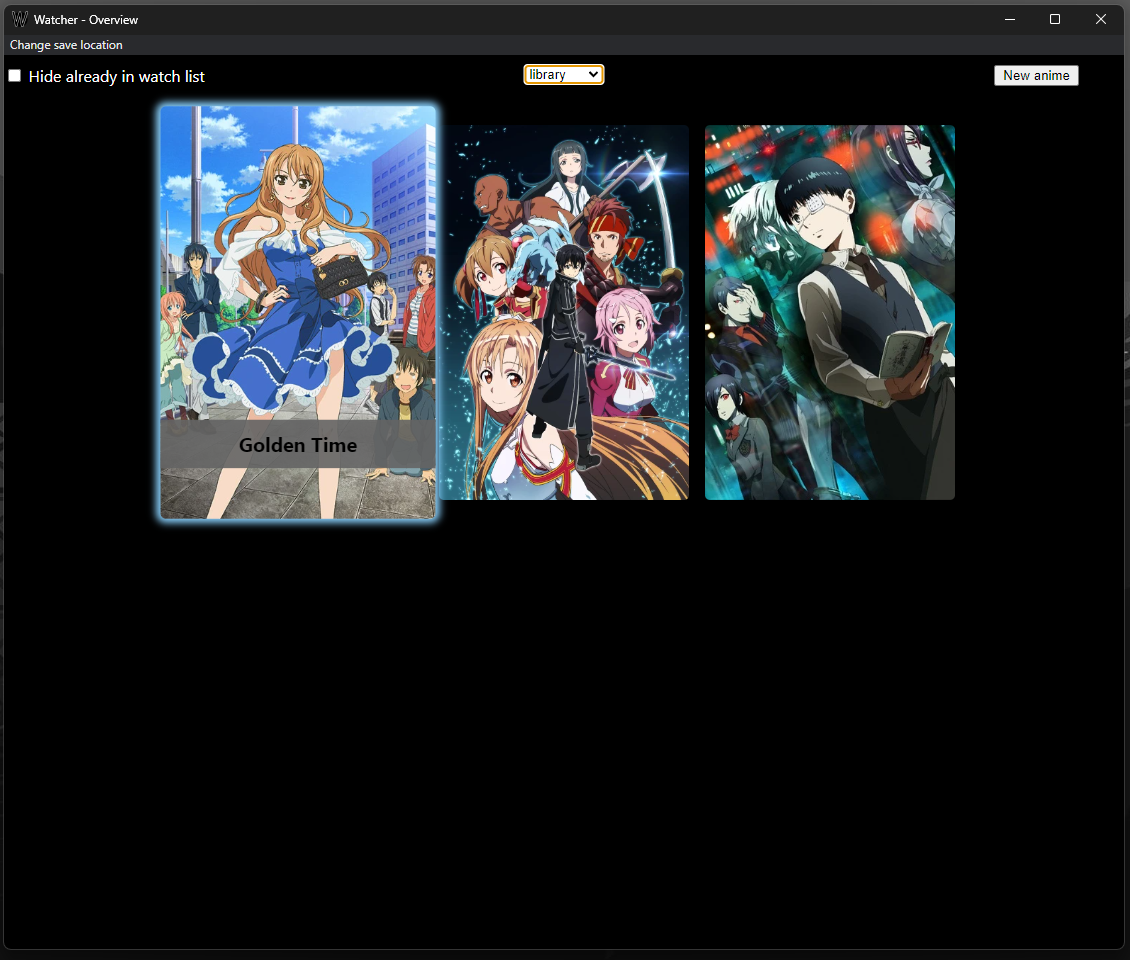 Watcher - Overview
Change save location
Hide already in watch list
library
New anime
Golden Time